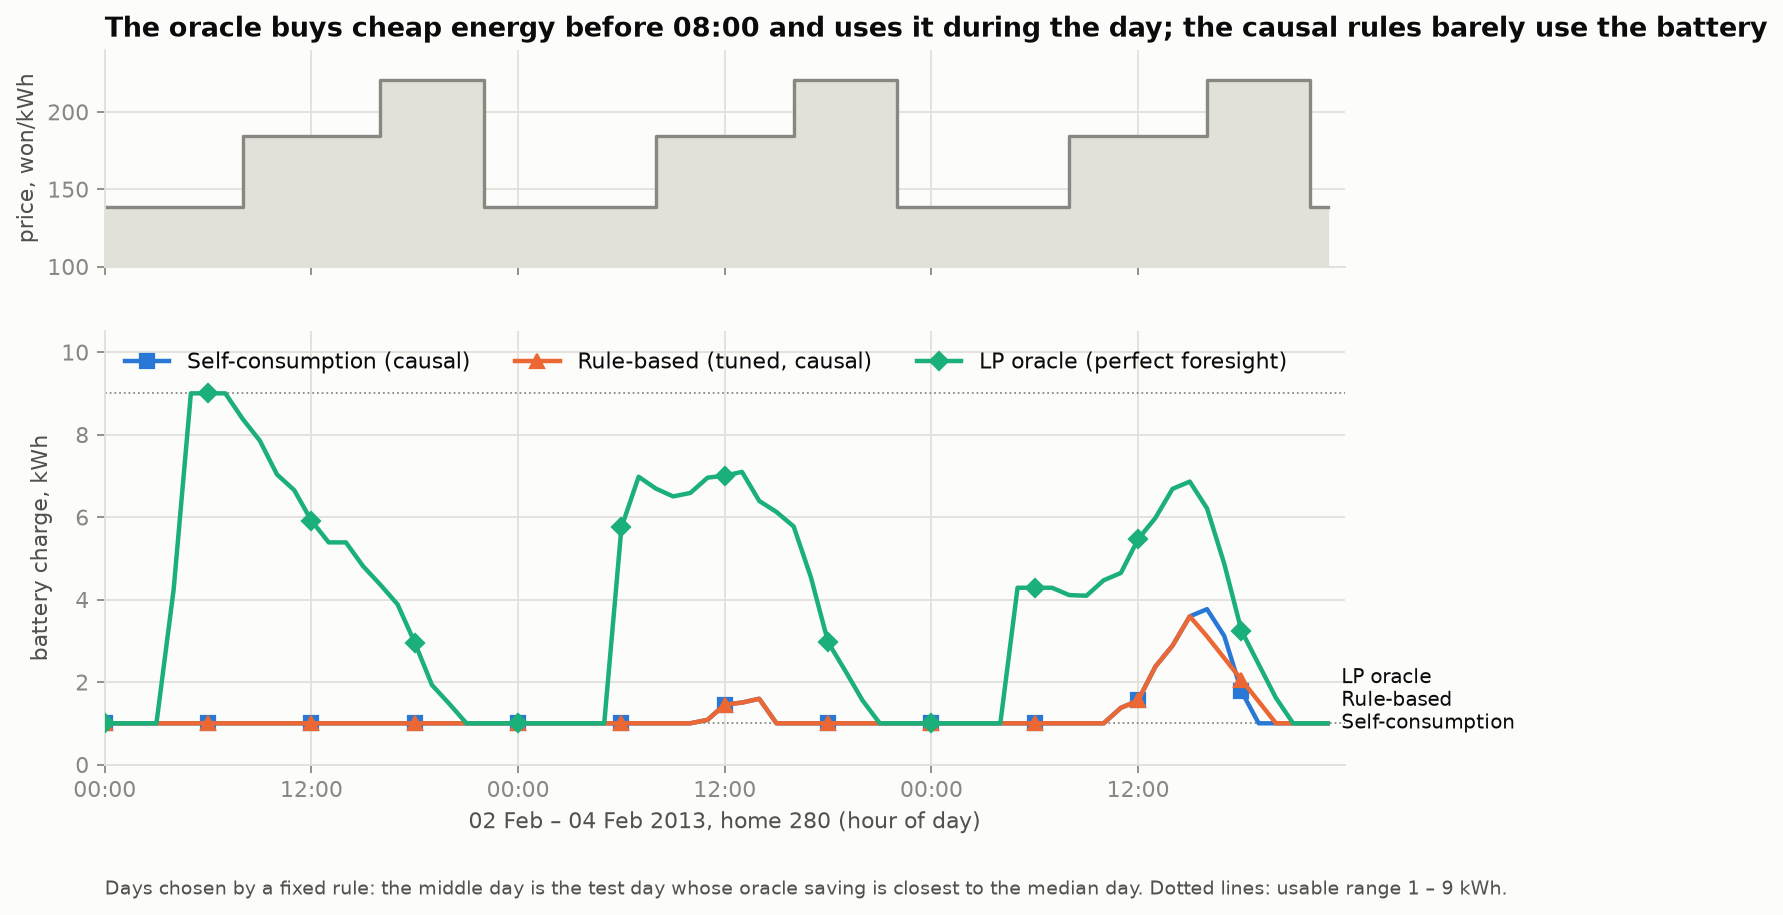 The oracle buys cheap energy before 08:00 and uses it during the day; the causal rules barely use the battery
price, won/kWh
200
150
100
battery charge, kWh
10
8
6
4
2
0
Self-consumption (causal)
Rule-based (tuned, causal)
LP oracle (perfect foresight)
LP oracle
Rule-based
Self-consumption
00:00
12:00
00:00
12:00
00:00
12:00
02 Feb – 04 Feb 2013, home 280 (hour of day)
Days chosen by a fixed rule: the middle day is the test day whose oracle saving is closest to the median day. Dotted lines: usable range 1 – 9 kWh.